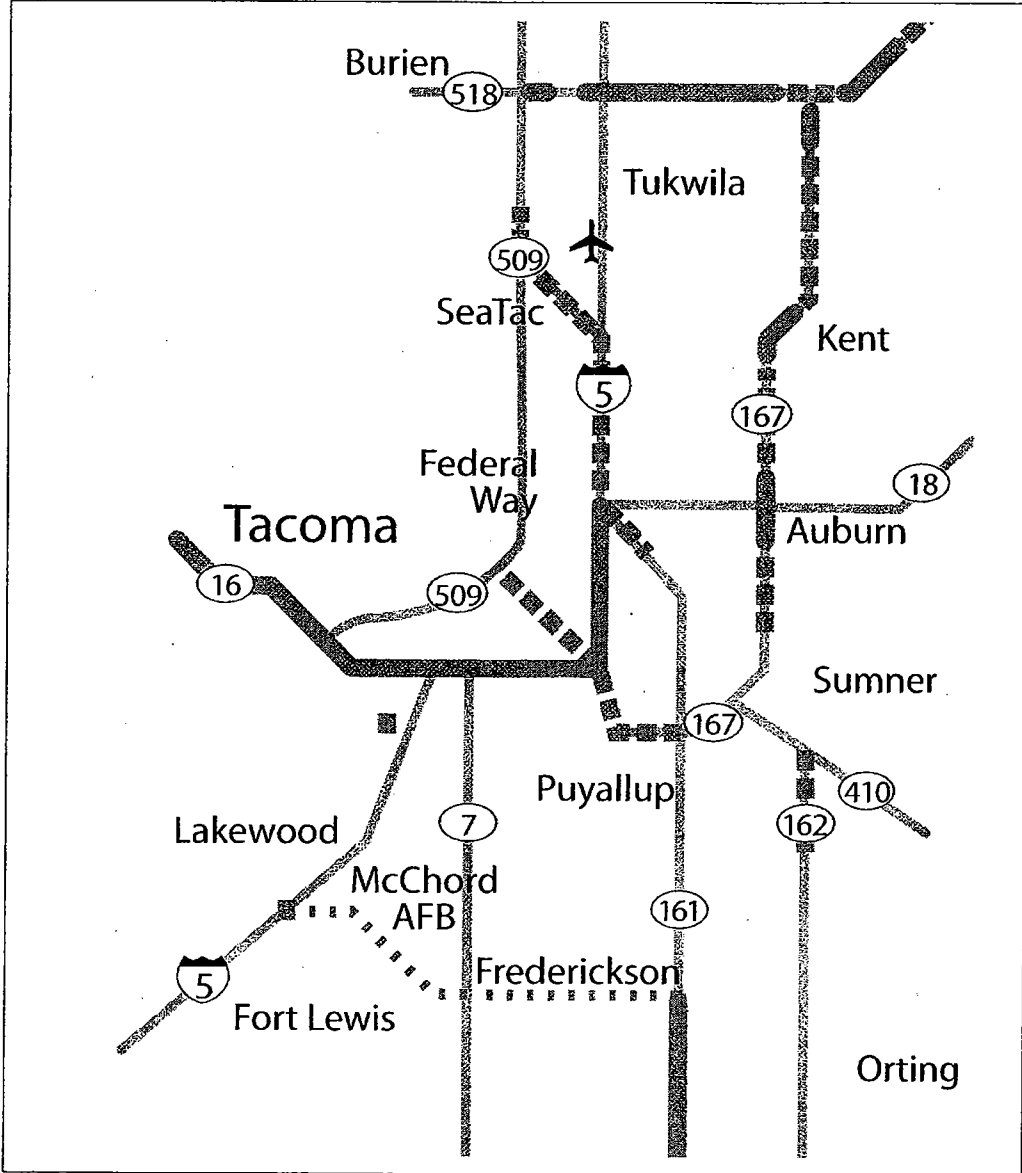 Burien
518
Tukwila
509
SeaTac
Kent
5
167
Federal
Way
18
Tacoma
Auburn
16
509
Sumner
167
Puyallup
410
7
162
Lakewood
McChord
AFB
161
Frederickson
5
Fort Lewis
Orting